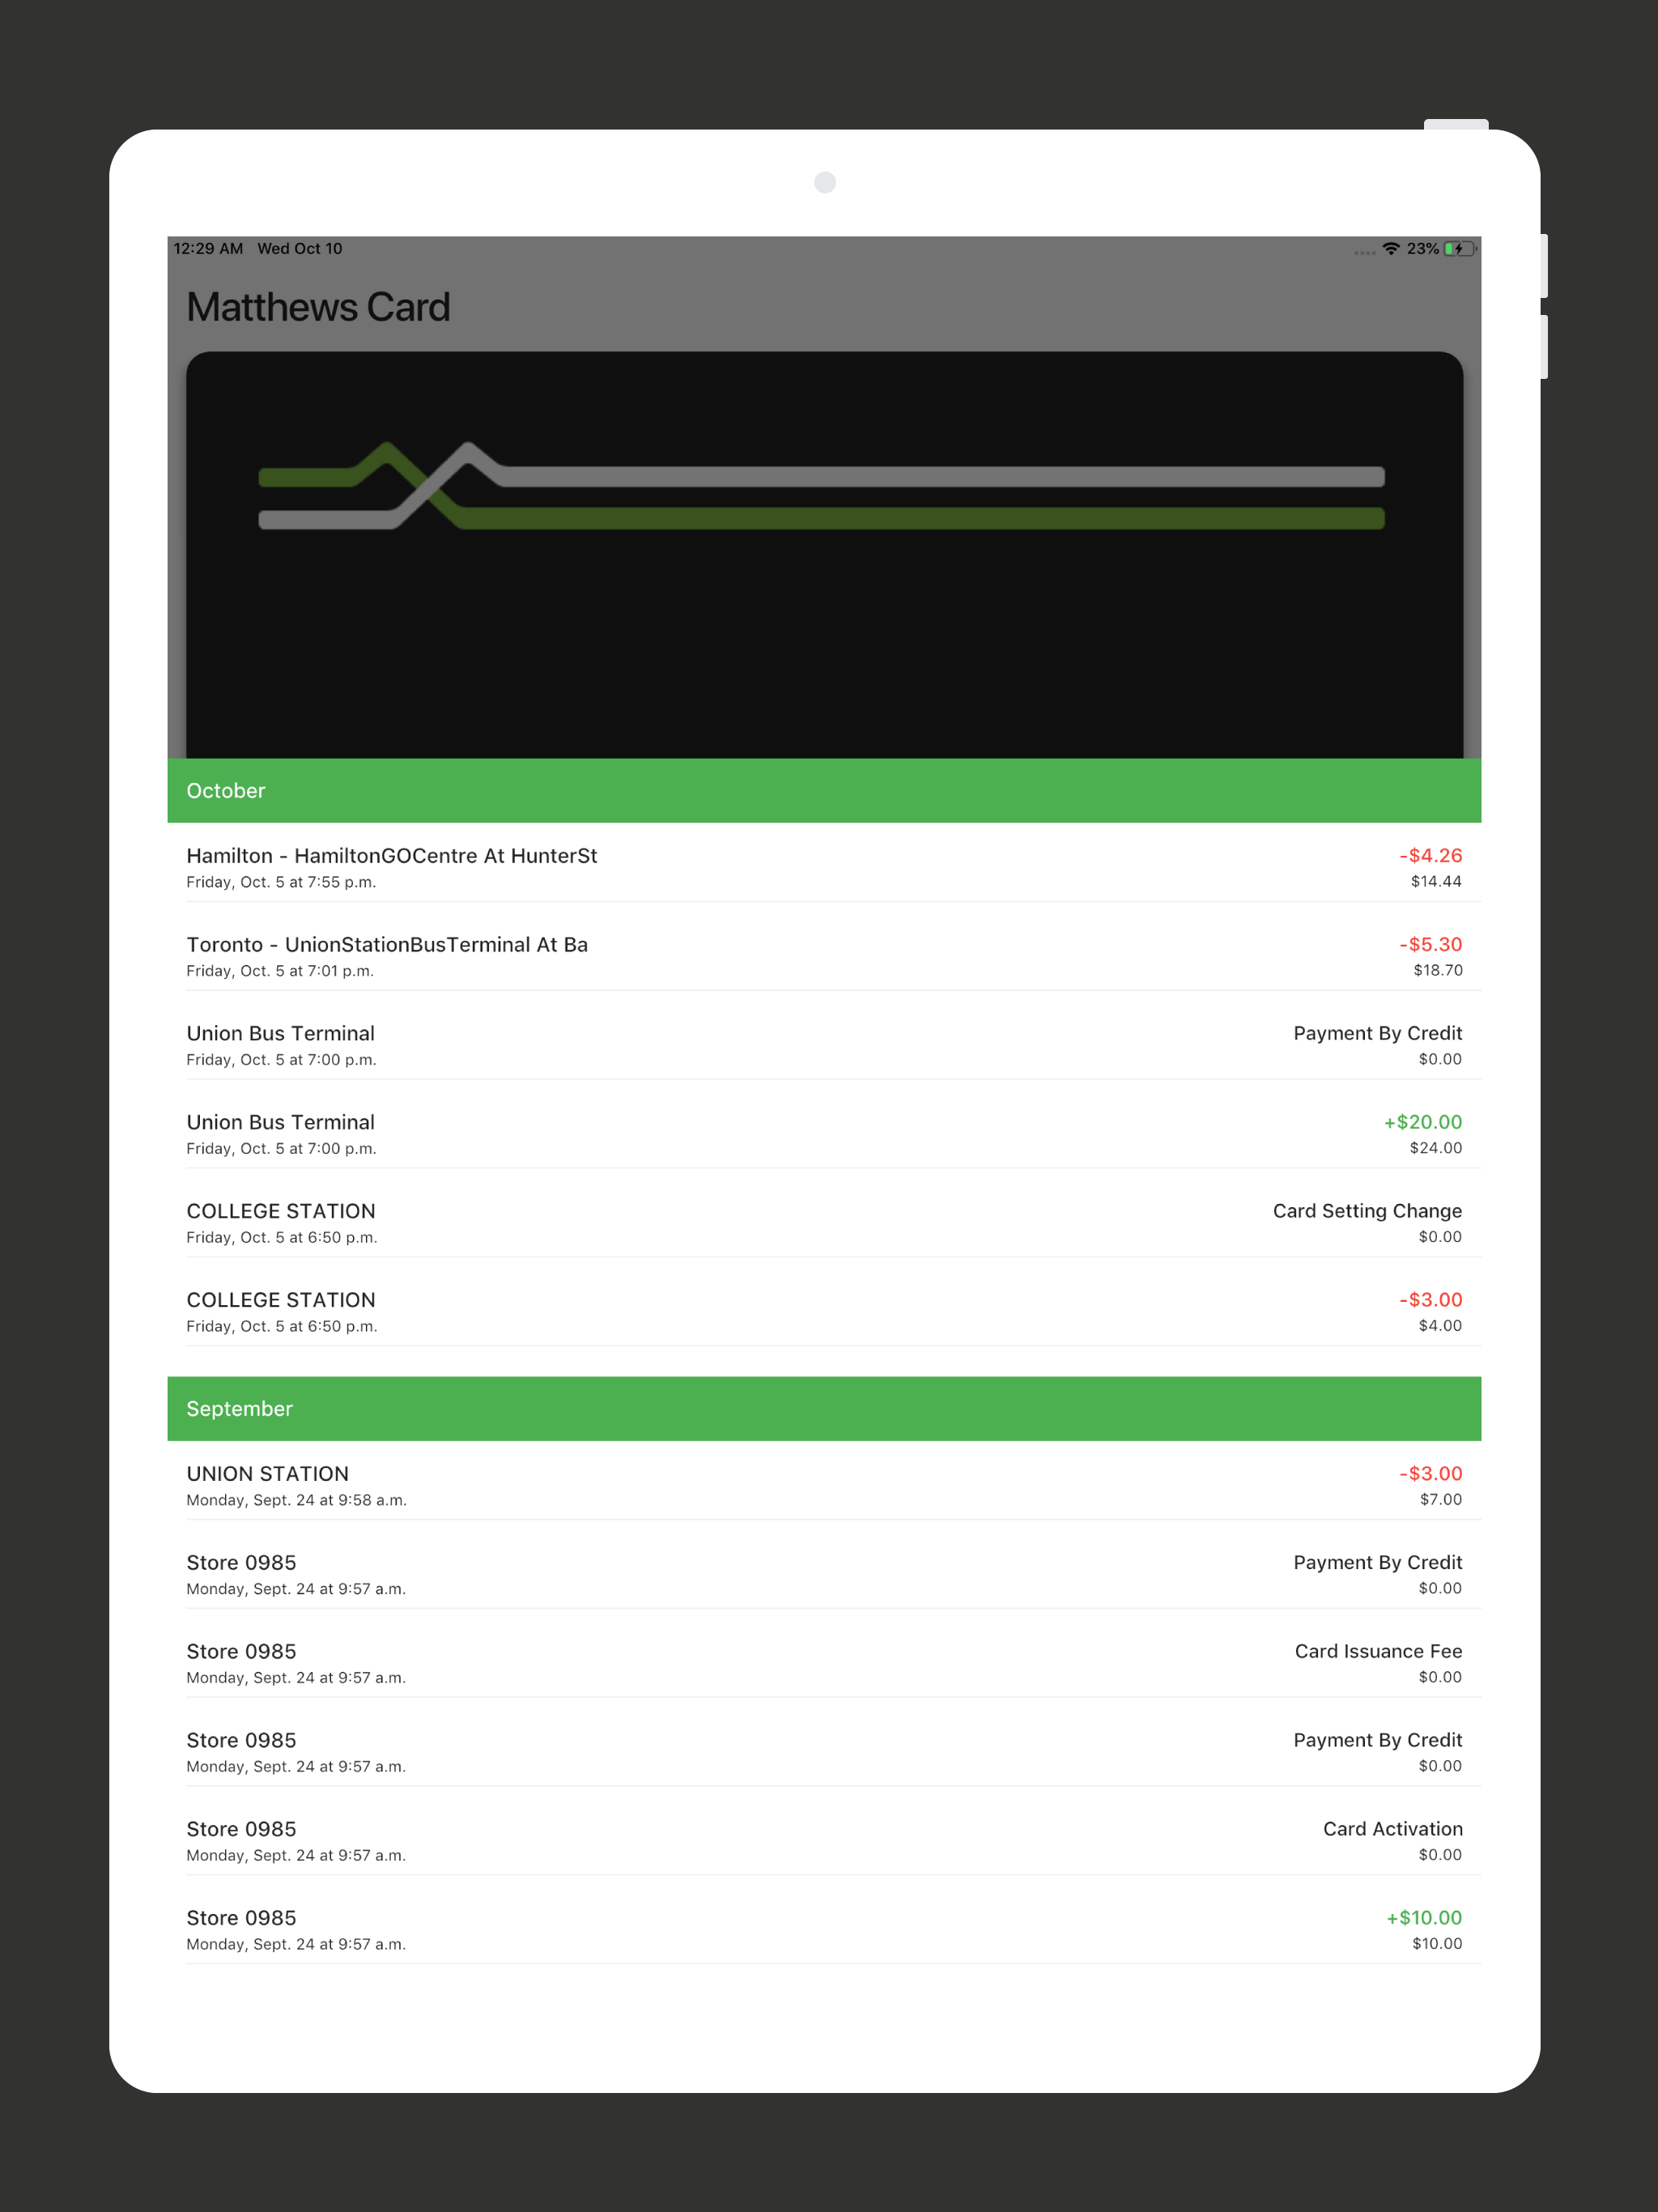 12:29 AM Wed Oct 10 23%
Matthews Card
October
Hamilton - HamiltonGOCentre At HunterSt -$4.26
Friday, Oct. 5 at 7:55 p.m. $14.44
Toronto - UnionStationBusTerminal At Ba -$5.30
Friday, Oct. 5 at 7:01 p.m. $18.70
Union Bus Terminal Payment By Credit
Friday, Oct. 5 at 7:00 p.m. $0.00
Union Bus Terminal +$20.00
Friday, Oct. 5 at 7:00 p.m. $24.00
COLLEGE STATION Card Setting Change
Friday, Oct. 5 at 6:50 p.m. $0.00
COLLEGE STATION -$3.00
Friday, Oct. 5 at 6:50 p.m. $4.00
September
UNION STATION -$3.00
Monday, Sept. 24 at 9:58 a.m. $7.00
Store 0985 Payment By Credit
Monday, Sept. 24 at 9:57 a.m. $0.00
Store 0985 Card Issuance Fee
Monday, Sept. 24 at 9:57 a.m. $0.00
Store 0985 Payment By Credit
Monday, Sept. 24 at 9:57 a.m. $0.00
Store 0985 Card Activation
Monday, Sept. 24 at 9:57 a.m. $0.00
Store 0985 +$10.00
Monday, Sept. 24 at 9:57 a.m. $10.00